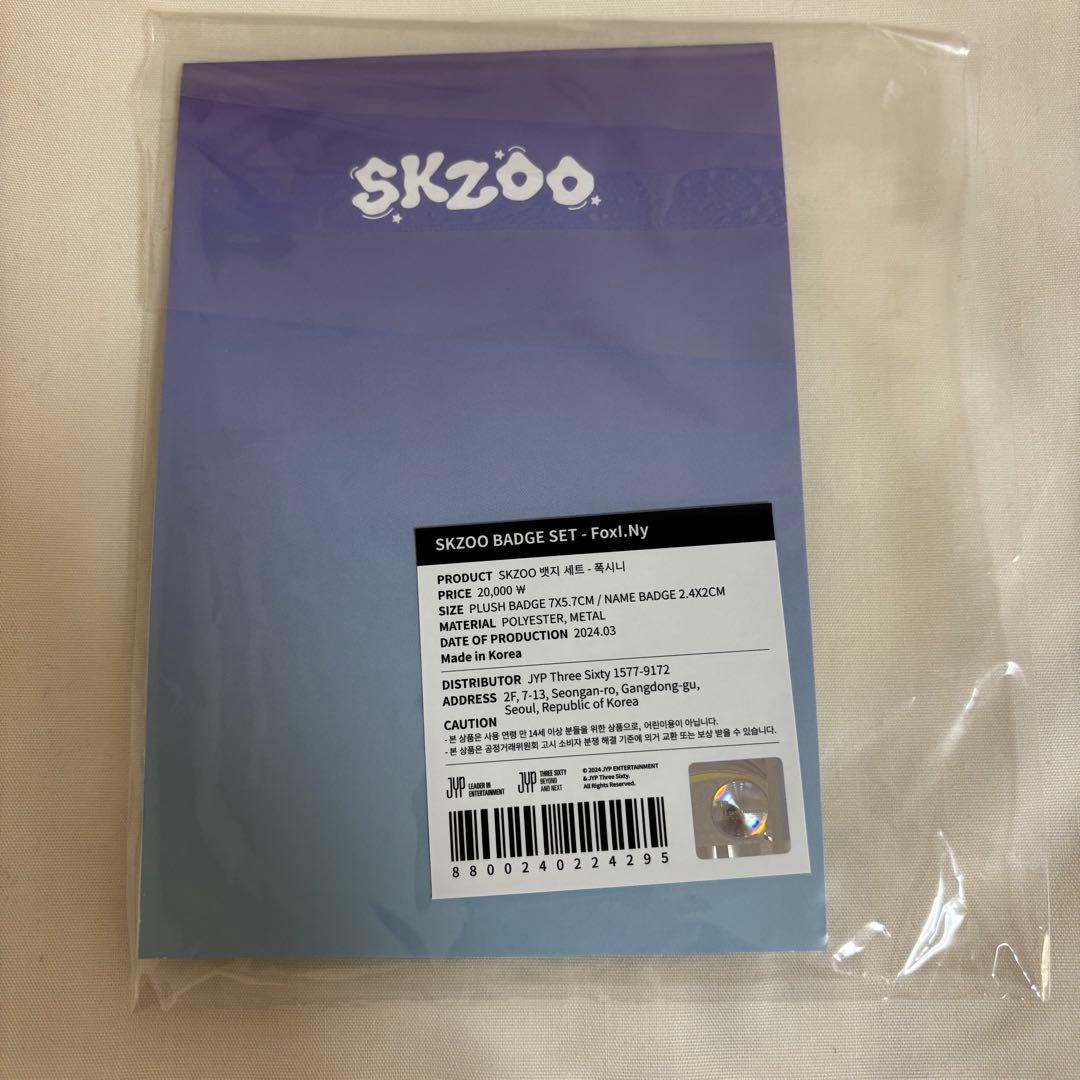 SKZOO
SKZOO BADGE SET - FoxI.Ny
PRODUCT SKZOO 뱃지 세트 - 폭시니
PRICE 20,000 ₩
SIZE PLUSH BADGE 7X5.7CM / NAME BADGE 2.4X2CM
MATERIAL POLYESTER, METAL
DATE OF PRODUCTION 2024.03
Made in Korea
DISTRIBUTOR JYP Three Sixty 1577-9172
ADDRESS 2F, 7-13, Seongan-ro, Gangdong-gu,
Seoul, Republic of Korea
CAUTION
- 본 상품은 사용 연령 만 14세 이상 분들을 위한 상품으로, 어린이용이 아닙니다.
- 본 상품은 공정거래위원회 고시 소비자 분쟁 해결 기준에 의거 교환 또는 보상 받을 수 있습니다.
JYP LEADER IN
ENTERTAINMENT
JYP THREE SIXTY
BEYOND
AND NEXT
© 2024 JYP ENTERTAINMENT
& JYP Three Sixty.
All Rights Reserved.
8800240224295